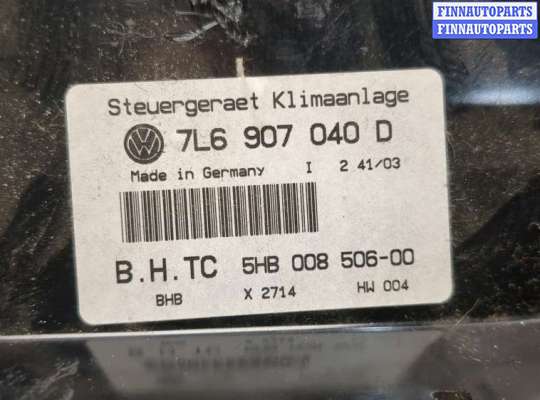 FINNAUTOPARTS
FINNAUTOPARTS
Steuergeraet Klimaanlage
7L6 907 040 D
Made in Germany I 2 41/03
B.H.TC 5HB 008 506-00
BHB X 2714 HW 004